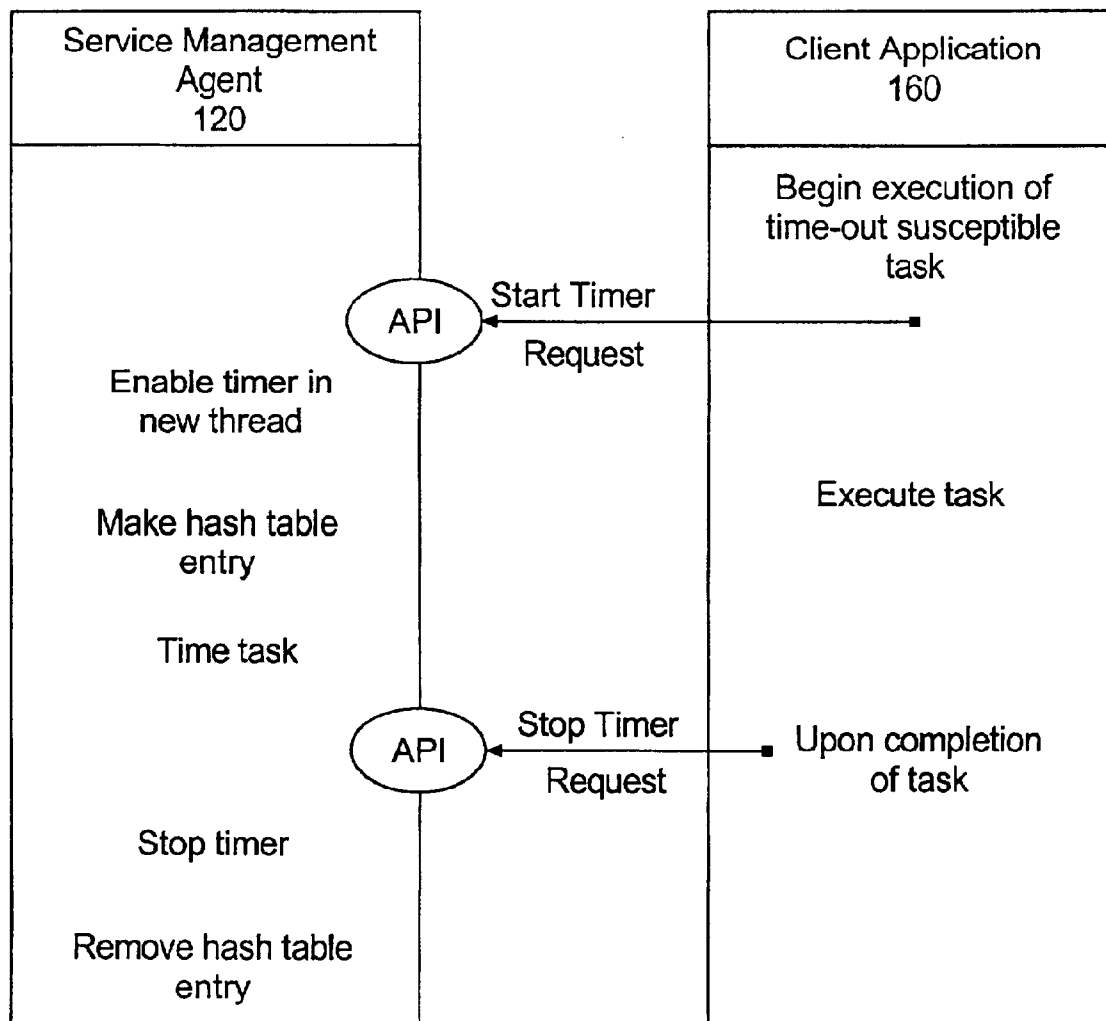 Service Management
Agent
120
Client Application
160
Begin execution of
time-out susceptible
task
API
Start Timer
Request
Enable timer in
new thread
Execute task
Make hash table
entry
Time task
API
Stop Timer
Request
Upon completion
of task
Stop timer
Remove hash table
entry